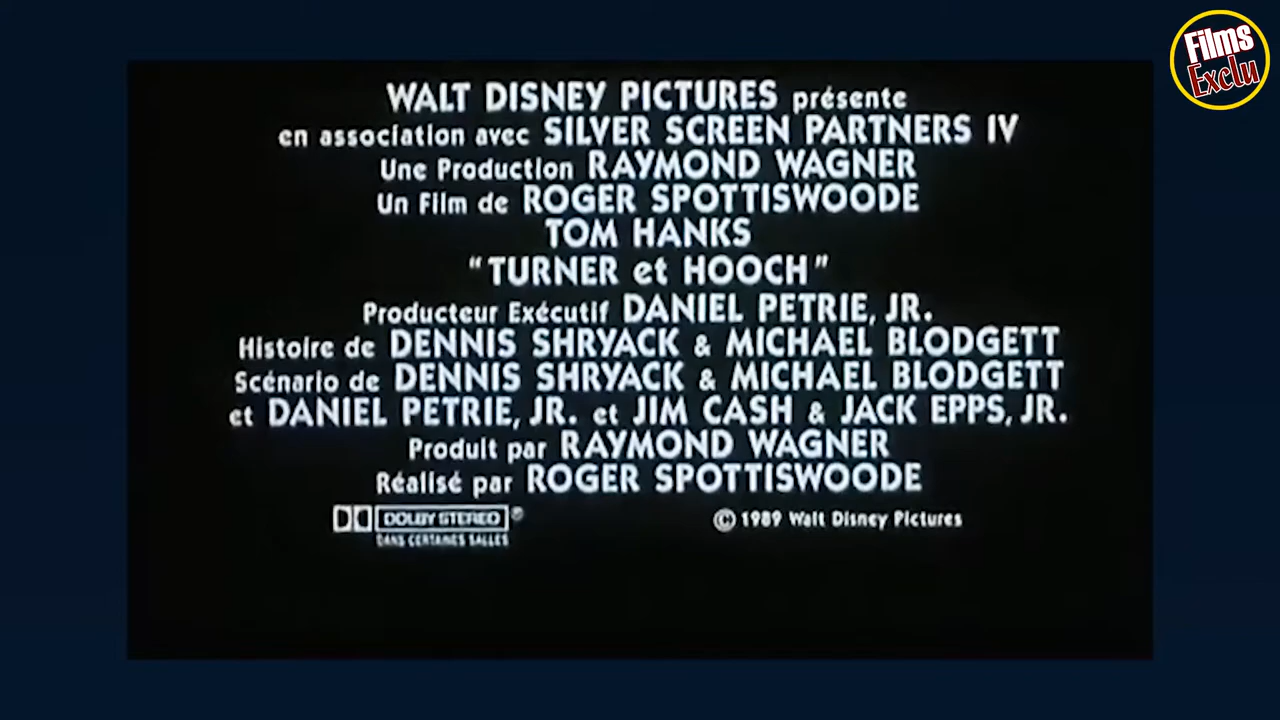 Films
Exclu
WALT DISNEY PICTURES présente
en association avec SILVER SCREEN PARTNERS IV
Une Production RAYMOND WAGNER
Un Film de ROGER SPOTTISWOODE
TOM HANKS
"TURNER et HOOCH"
Producteur Exécutif DANIEL PETRIE, JR.
Histoire de DENNIS SHRYACK & MICHAEL BLODGETT
Scénario de DENNIS SHRYACK & MICHAEL BLODGETT
et DANIEL PETRIE, JR. et JIM CASH & JACK EPPS, JR.
Produit par RAYMOND WAGNER
Réalisé par ROGER SPOTTISWOODE
DOLBY STEREO ®
DANS CERTAINES SALLES
© 1989 Walt Disney Pictures